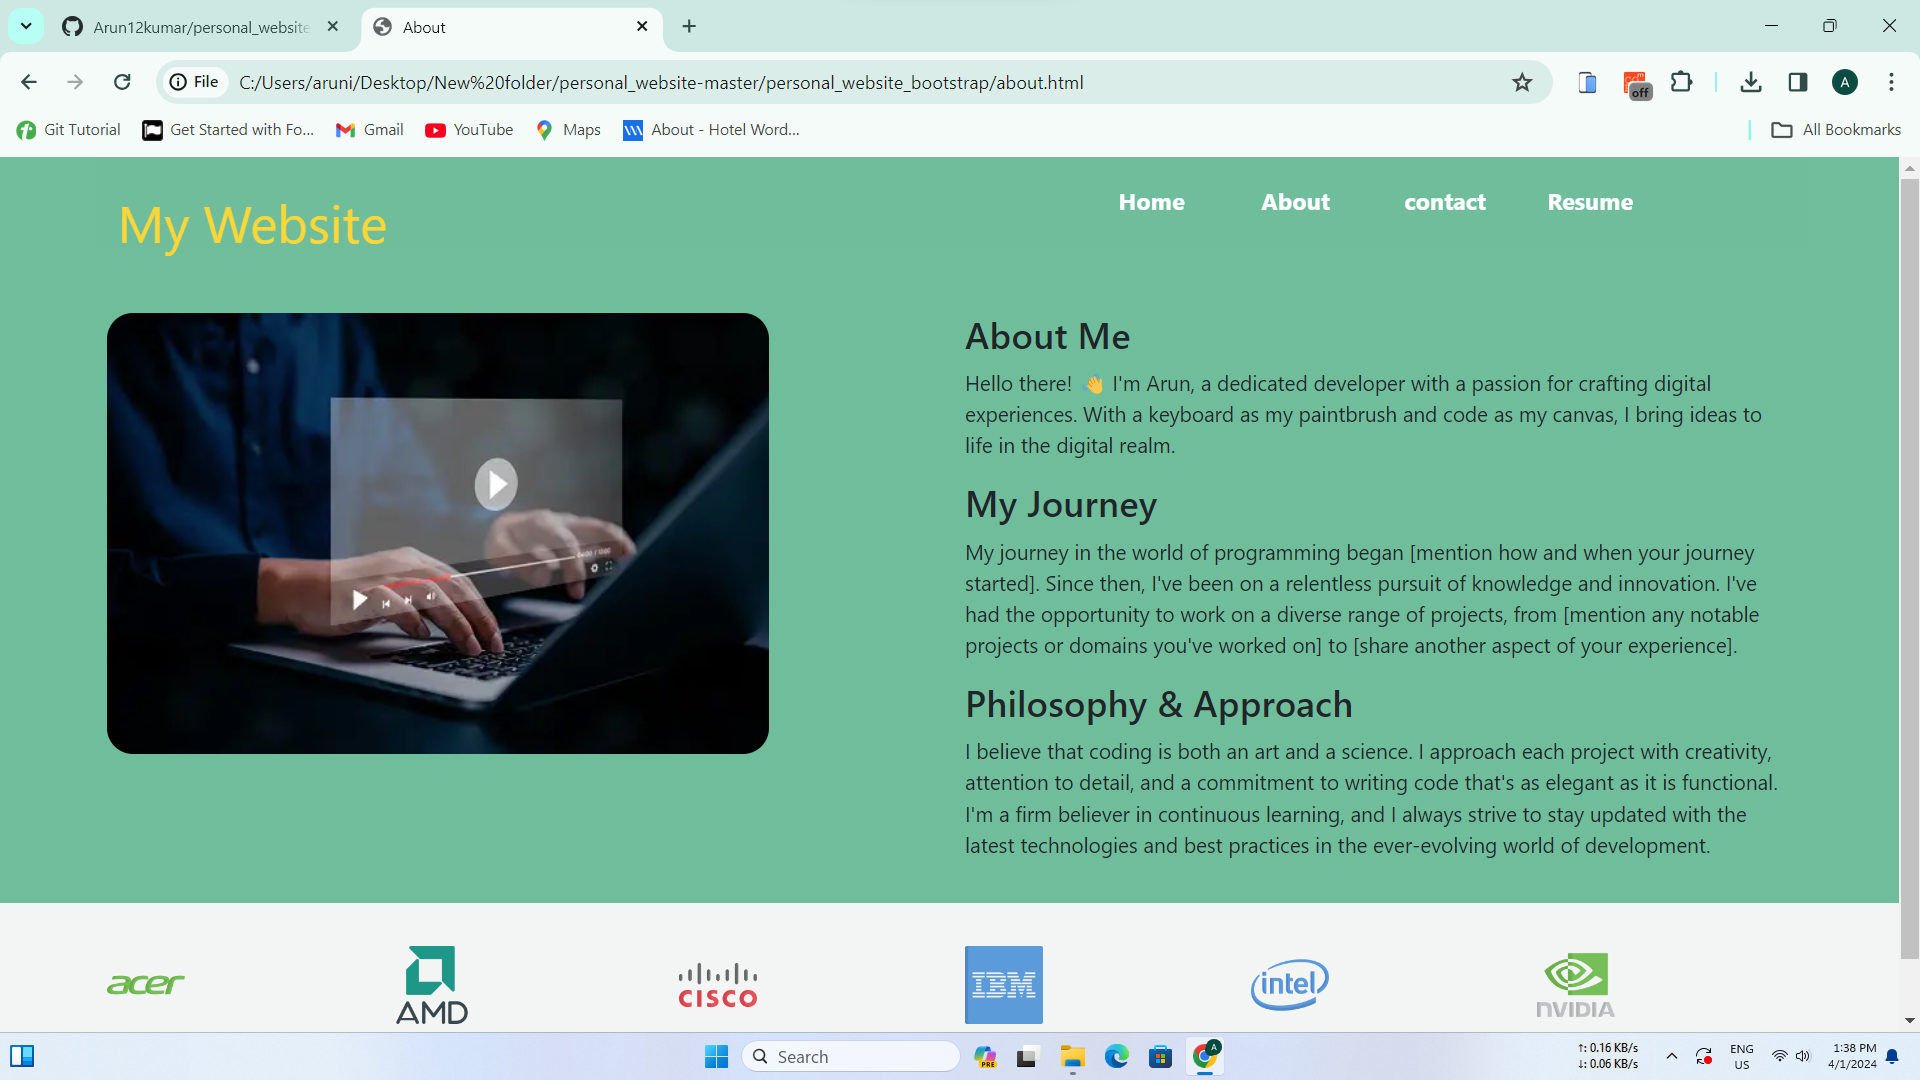 Arun12kumar/personal_website
About
File
C:/Users/aruni/Desktop/New%20folder/personal_website-master/personal_website_bootstrap/about.html
off
A
Git Tutorial
Get Started with Fo...
Gmail
YouTube
Maps
About - Hotel Word...
All Bookmarks
My Website
Home
About
contact
Resume
About Me
Hello there! 👋 I'm Arun, a dedicated developer with a passion for crafting digital
experiences. With a keyboard as my paintbrush and code as my canvas, I bring ideas to
life in the digital realm.
My Journey
My journey in the world of programming began [mention how and when your journey
started]. Since then, I've been on a relentless pursuit of knowledge and innovation. I've
had the opportunity to work on a diverse range of projects, from [mention any notable
projects or domains you've worked on] to [share another aspect of your experience].
Philosophy & Approach
I believe that coding is both an art and a science. I approach each project with creativity,
attention to detail, and a commitment to writing code that's as elegant as it is functional.
I'm a firm believer in continuous learning, and I always strive to stay updated with the
latest technologies and best practices in the ever-evolving world of development.
acer
AMD
CISCO
IBM
intel
NVIDIA
Search
PRE
A
↑: 0.16 KB/s
↓: 0.06 KB/s
ENG
US
1:38 PM
4/1/2024